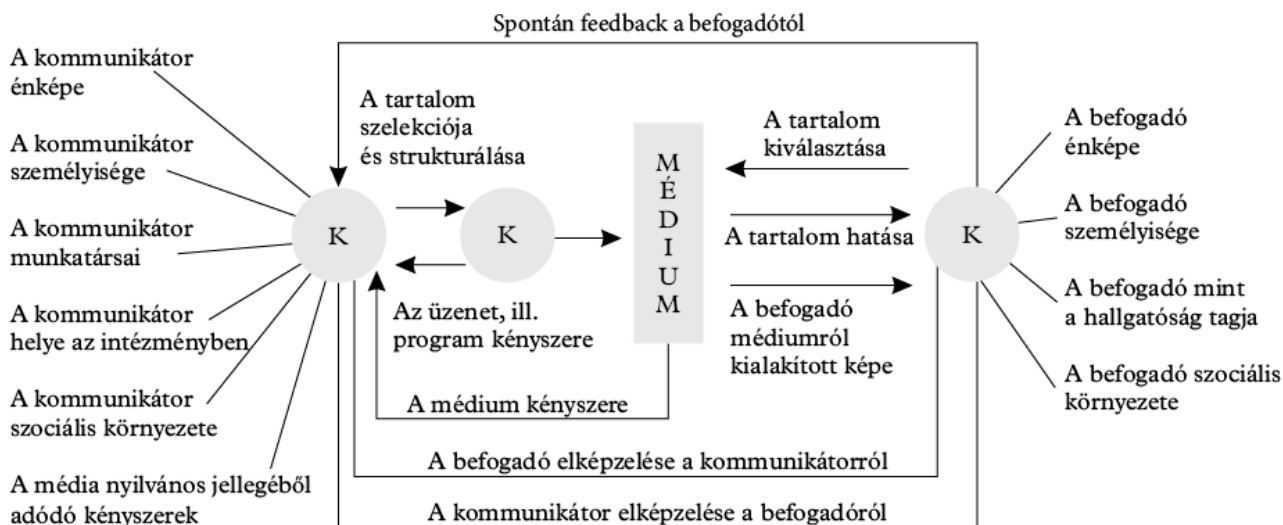 Spontán feedback a befogadótól
A kommunikátor
énképe
A kommunikátor
személyisége
A kommunikátor
munkatársai
A kommunikátor
helye az intézményben
A kommunikátor
szociális környezete
A média nyilvános jellegéből
adódó kényszerek
A tartalom
szelekciója
és strukturálása
K
K
Az üzenet, ill.
program kényszere
M
É
D
I
U
M
A tartalom
kiválasztása
A tartalom hatása
A befogadó
médiumról
kialakított képe
K
A befogadó
énképe
A befogadó
személyisége
A befogadó mint
a hallgatóság tagja
A befogadó szociális
környezete
A médium kényszere
A befogadó elképzelése a kommunikátorról
A kommunikátor elképzelése a befogadóról